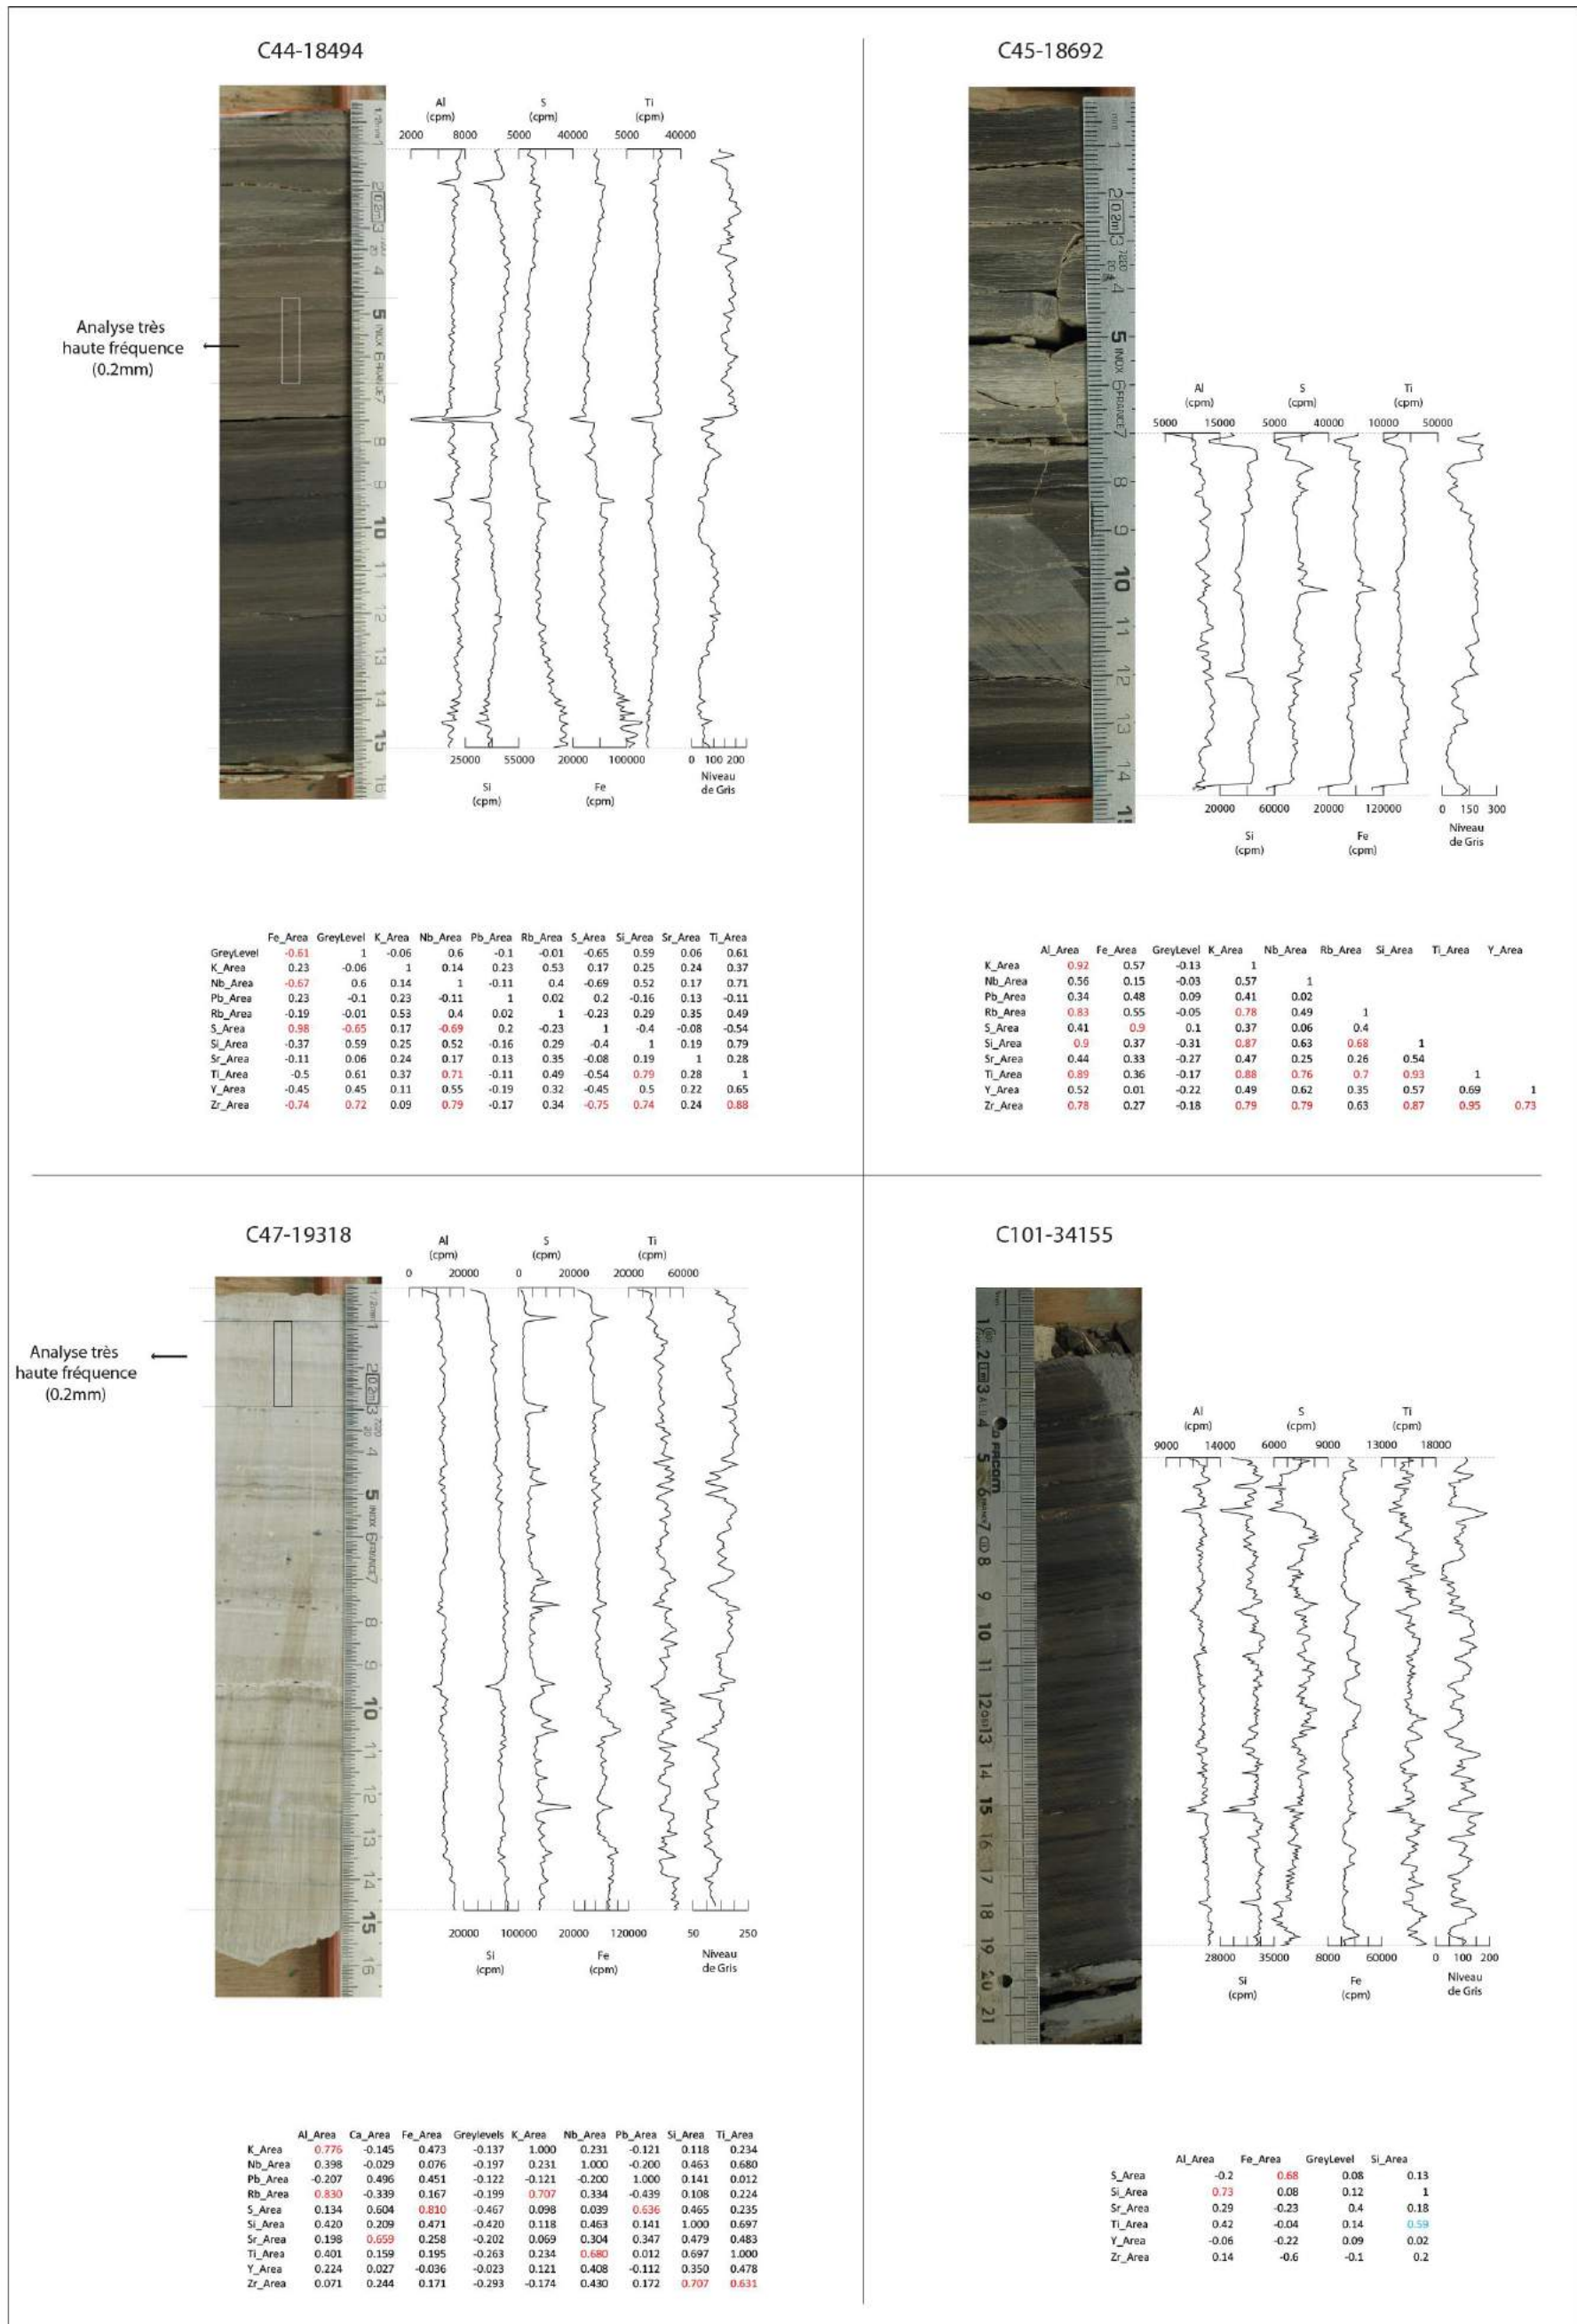 C44-18494
Al S Ti
(cpm) (cpm) (cpm)
2000 8000 5000 40000 5000 40000
Analyse très
haute fréquence
(0.2mm)
25000 55000 20000 100000 0 100 200
Si Fe Niveau
(cpm) (cpm) de Gris
Fe_Area GreyLevel K_Area Nb_Area Pb_Area Rb_Area S_Area Si_Area Sr_Area Ti_Area
GreyLevel -0.61 1 -0.06 0.6 -0.1 -0.01 -0.65 0.59 0.06 0.61
K_Area 0.23 -0.06 1 0.14 0.23 0.53 0.17 0.25 0.24 0.37
Nb_Area -0.67 0.6 0.14 1 -0.11 0.4 -0.69 0.52 0.17 0.71
Pb_Area 0.23 -0.1 0.23 -0.11 1 0.02 0.2 -0.16 0.13 -0.11
Rb_Area -0.19 -0.01 0.53 0.4 0.02 1 -0.23 0.29 0.35 0.49
S_Area 0.98 -0.65 0.17 -0.69 0.2 -0.23 1 -0.4 -0.08 -0.54
Si_Area -0.37 0.59 0.25 0.52 -0.16 0.29 -0.4 1 0.19 0.79
Sr_Area -0.11 0.06 0.24 0.17 0.13 0.35 -0.08 0.19 1 0.28
Ti_Area -0.5 0.61 0.37 0.71 -0.11 0.49 -0.54 0.79 0.28 1
Y_Area -0.45 0.45 0.11 0.55 -0.19 0.32 -0.45 0.5 0.22 0.65
Zr_Area -0.74 0.72 0.09 0.79 -0.17 0.34 -0.75 0.74 0.24 0.88
C45-18692
Al S Ti
(cpm) (cpm) (cpm)
5000 15000 5000 40000 10000 50000
20000 60000 20000 120000 0 150 300
Si Fe Niveau
(cpm) (cpm) de Gris
Al_Area Fe_Area GreyLevel K_Area Nb_Area Rb_Area Si_Area Ti_Area Y_Area
K_Area 0.92 0.57 -0.13 1
Nb_Area 0.56 0.15 -0.03 0.57 1
Pb_Area 0.34 0.48 0.09 0.41 0.02
Rb_Area 0.83 0.55 -0.05 0.78 0.49 1
S_Area 0.41 0.9 0.1 0.37 0.06 0.4
Si_Area 0.9 0.37 -0.31 0.87 0.63 0.68 1
Sr_Area 0.44 0.33 -0.27 0.47 0.25 0.26 0.54
Ti_Area 0.89 0.36 -0.17 0.88 0.76 0.7 0.93 1
Y_Area 0.52 0.01 -0.22 0.49 0.62 0.35 0.57 0.69 1
Zr_Area 0.78 0.27 -0.18 0.79 0.79 0.63 0.87 0.95 0.73
C47-19318
Al S Ti
(cpm) (cpm) (cpm)
0 20000 0 20000 20000 60000
Analyse très
haute fréquence
(0.2mm)
20000 100000 20000 120000 50 250
Si Fe Niveau
(cpm) (cpm) de Gris
Al_Area Ca_Area Fe_Area Greylevels K_Area Nb_Area Pb_Area Si_Area Ti_Area
K_Area 0.776 -0.145 0.473 -0.137 1.000 0.231 -0.121 0.118 0.234
Nb_Area 0.398 -0.029 0.076 -0.197 0.231 1.000 -0.200 0.463 0.680
Pb_Area -0.207 0.496 0.451 -0.122 -0.121 -0.200 1.000 0.141 0.012
Rb_Area 0.830 -0.339 0.167 -0.199 0.707 0.334 -0.439 0.108 0.224
S_Area 0.134 0.604 0.810 -0.467 0.098 0.039 0.636 0.465 0.235
Si_Area 0.420 0.209 0.471 -0.420 0.118 0.463 0.141 1.000 0.697
Sr_Area 0.198 0.659 0.258 -0.202 0.069 0.304 0.347 0.479 0.483
Ti_Area 0.401 0.159 0.195 -0.263 0.234 0.680 0.012 0.697 1.000
Y_Area 0.224 0.027 -0.036 -0.023 0.121 0.408 -0.112 0.350 0.478
Zr_Area 0.071 0.244 0.171 -0.293 -0.174 0.430 0.172 0.707 0.631
C101-34155
Al S Ti
(cpm) (cpm) (cpm)
9000 14000 6000 9000 13000 18000
28000 35000 8000 60000 0 100 200
Si Fe Niveau
(cpm) (cpm) de Gris
Al_Area Fe_Area GreyLevel Si_Area
S_Area -0.2 0.68 0.08 0.13
Si_Area 0.73 0.08 0.12 1
Sr_Area 0.29 -0.23 0.4 0.18
Ti_Area 0.42 -0.04 0.14 0.59
Y_Area -0.06 -0.22 0.09 0.02
Zr_Area 0.14 -0.6 -0.1 0.2